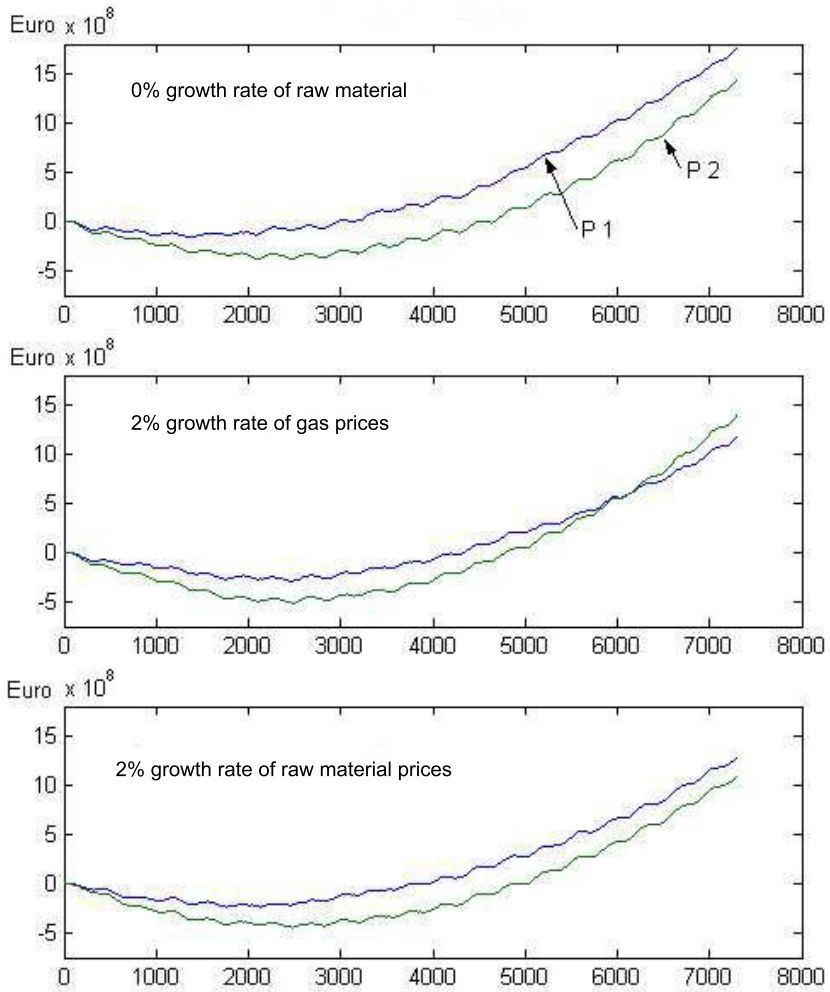 Euro x 10^8
15
0% growth rate of raw material
10
5
P 2
P 1
0
-5
0 1000 2000 3000 4000 5000 6000 7000 8000
Euro x 10^8
15
2% growth rate of gas prices
10
5
0
-5
0 1000 2000 3000 4000 5000 6000 7000 8000
Euro x 10^8
15
2% growth rate of raw material prices
10
5
0
-5
0 1000 2000 3000 4000 5000 6000 7000 8000